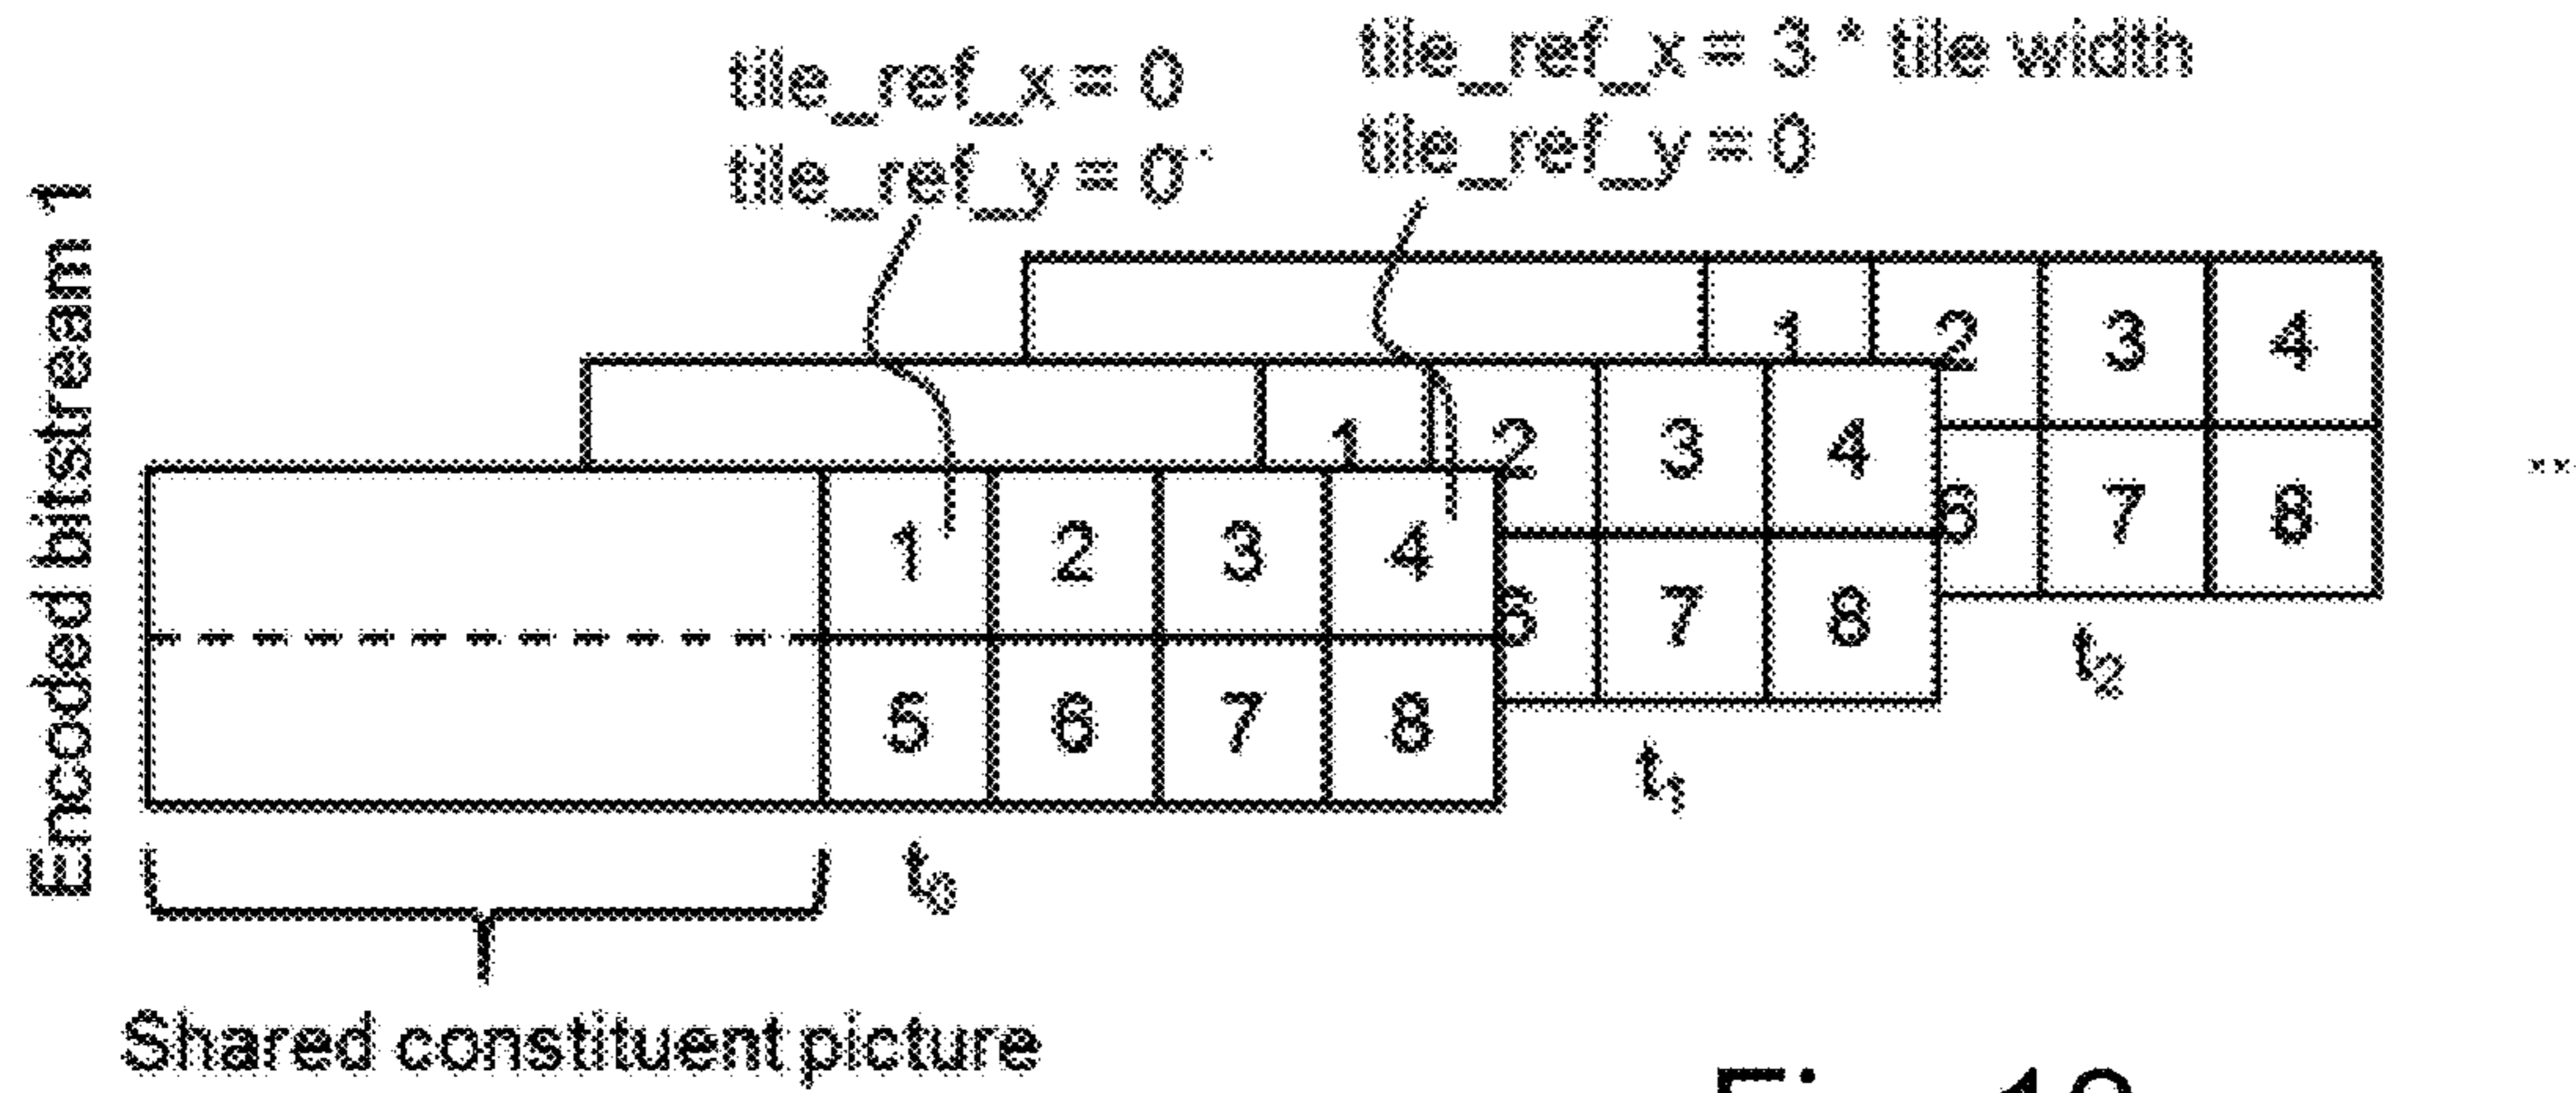 Encoded bitstream 1
tile_ref_x = 0
tile_ref_y = 0
tile_ref_x = 3 * tile width
tile_ref_y = 0
1 2 3 4
6 7 8
t2
1 2 3 4
6 7 8
t1
1 2 3 4
5 6 7 8
t0
Shared constituent picture